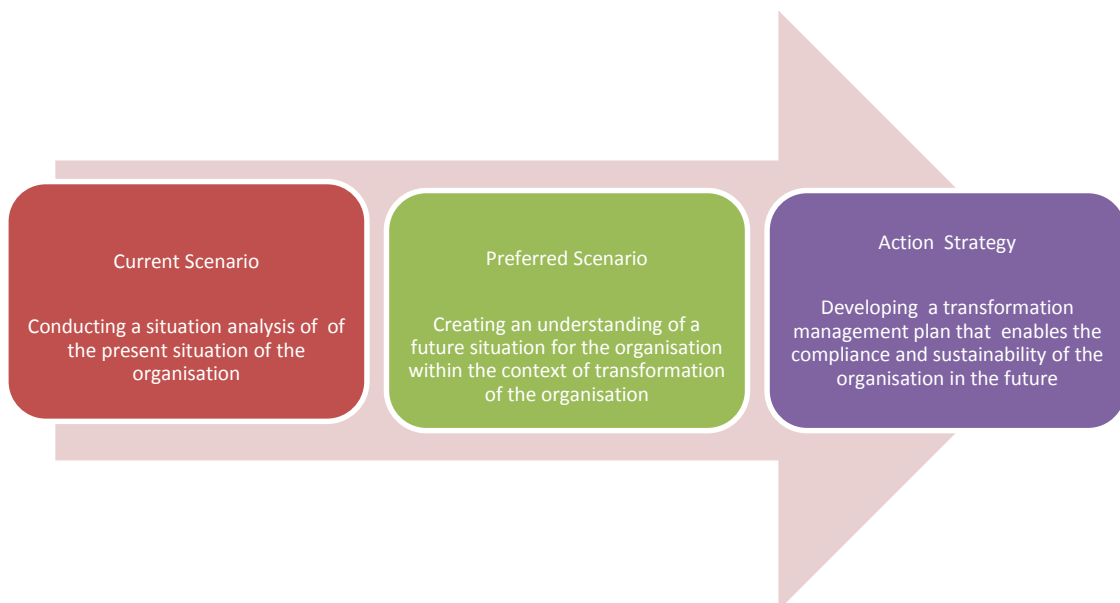 Current Scenario
Conducting a situation analysis of  of
the present situation of the
organisation
Preferred Scenario
Creating an understanding of a
future situation for the organisation
within the context of transformation
of the organisation
Action  Strategy
Developing  a transformation
management plan that  enables the
compliance and sustainability of the
organisation in the future